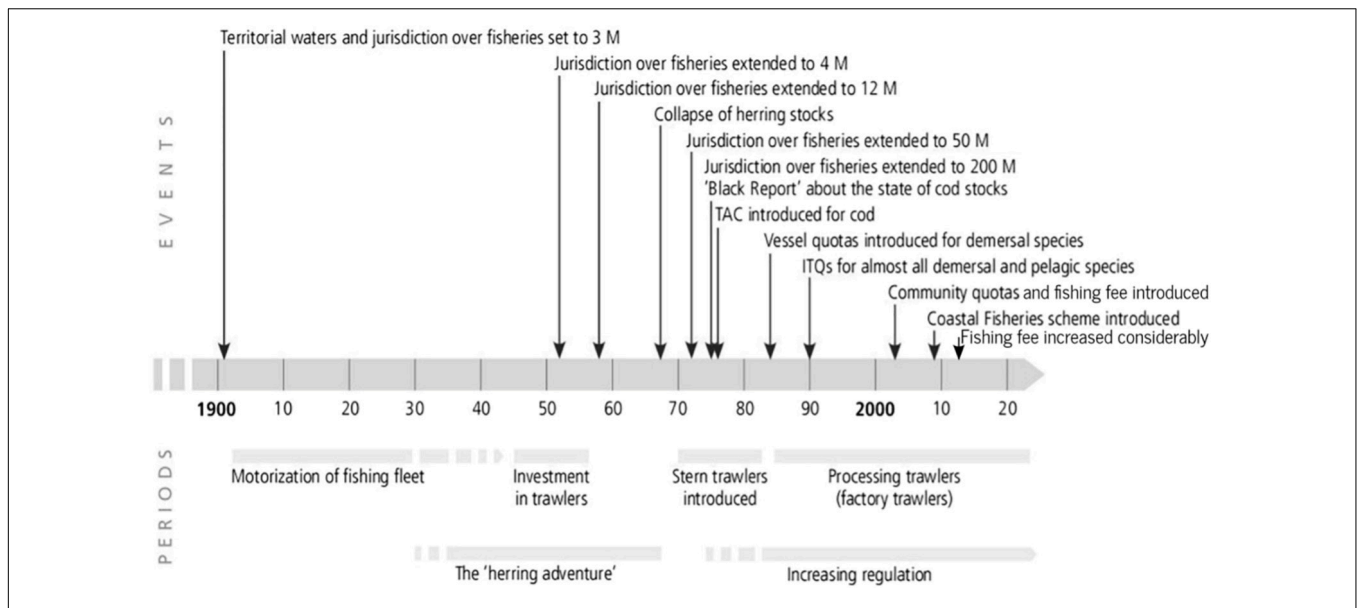 Territorial waters and jurisdiction over fisheries set to 3 M
Jurisdiction over fisheries extended to 4 M
Jurisdiction over fisheries extended to 12 M
Collapse of herring stocks
Jurisdiction over fisheries extended to 50 M
Jurisdiction over fisheries extended to 200 M
'Black Report' about the state of cod stocks
TAC introduced for cod
Vessel quotas introduced for demersal species
ITQs for almost all demersal and pelagic species
Community quotas and fishing fee introduced
Coastal Fisheries scheme introduced
Fishing fee increased considerably
EVENTS
1900 10 20 30 40 50 60 70 80 90 2000 10 20
PERIODS
Motorization of fishing fleet
Investment
in trawlers
Stern trawlers
introduced
Processing trawlers
(factory trawlers)
The 'herring adventure'
Increasing regulation